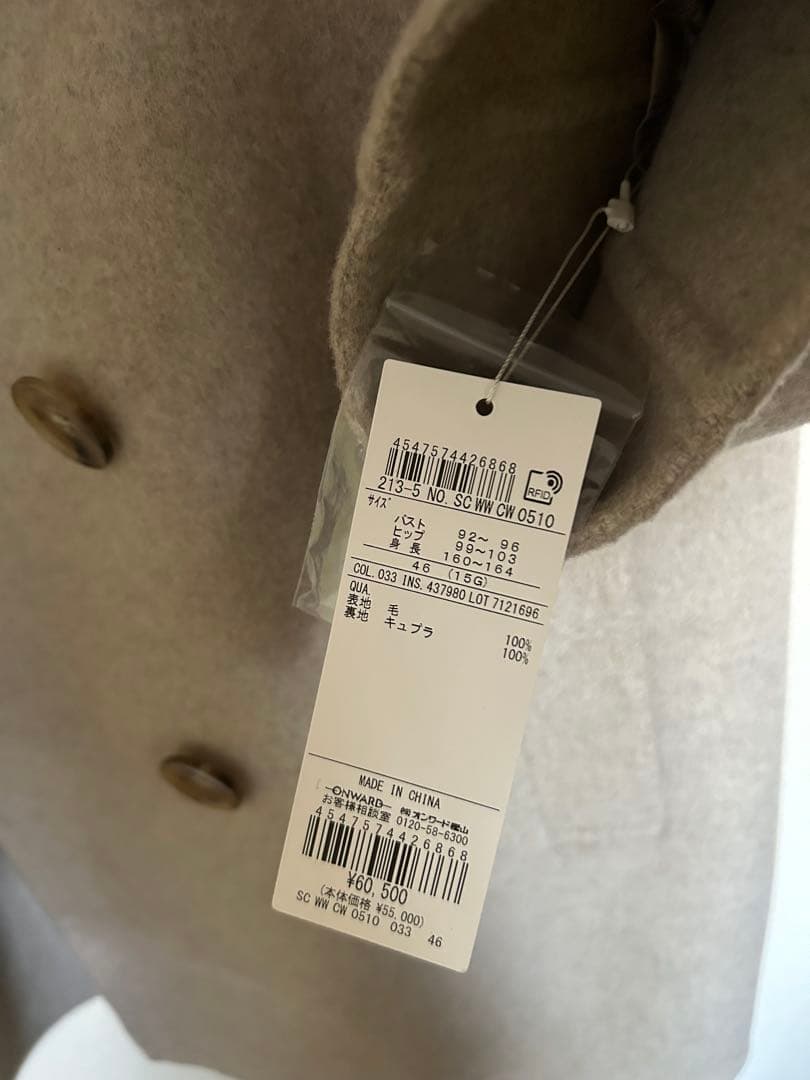 4547574426868
RFID
213-5 NO. SC WW CW 0510
サイズ
バスト 92～ 96
ヒップ 99～103
身 長 160～164
46 (15G)
COL. 033 INS. 437980 LOT 7121696
QUA.
表地 毛 100%
裏地 キュプラ 100%
MADE IN CHINA
ONWARD ㈱オンワード樫山
お客様相談室 0120-58-6300
4547574426868
¥60,500
(本体価格 ¥55,000)
SC WW CW 0510 033 46